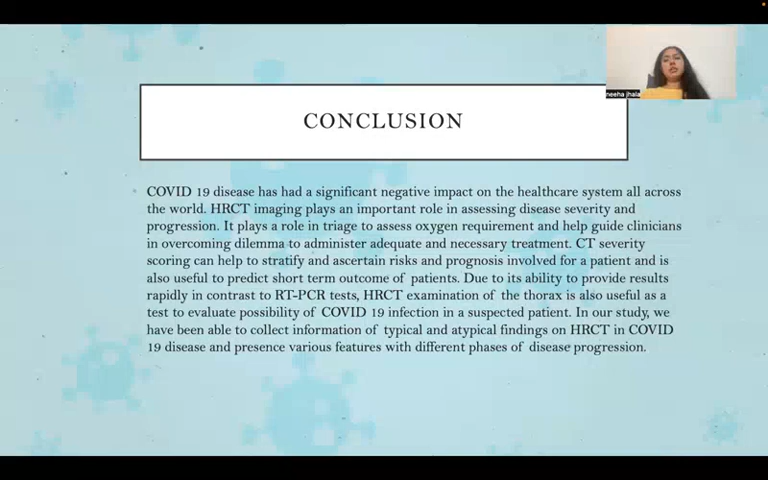 neeha jhala
CONCLUSION
COVID 19 disease has had a significant negative impact on the healthcare system all across
the world. HRCT imaging plays an important role in assessing disease severity and
progression. It plays a role in triage to assess oxygen requirement and help guide clinicians
in overcoming dilemma to administer adequate and necessary treatment. CT severity
scoring can help to stratify and ascertain risks and prognosis involved for a patient and is
also useful to predict short term outcome of patients. Due to its ability to provide results
rapidly in contrast to RT-PCR tests, HRCT examination of the thorax is also useful as a
test to evaluate possibility of COVID 19 infection in a suspected patient. In our study, we
have been able to collect information of typical and atypical findings on HRCT in COVID
19 disease and presence various features with different phases of disease progression.